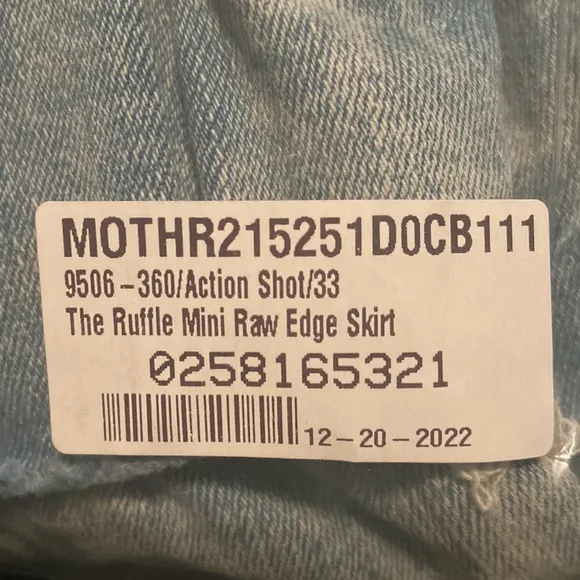 MOTHR215251D0CB111
9506-360/Action Shot/33
The Ruffle Mini Raw Edge Skirt
0258165321
12-20-2022